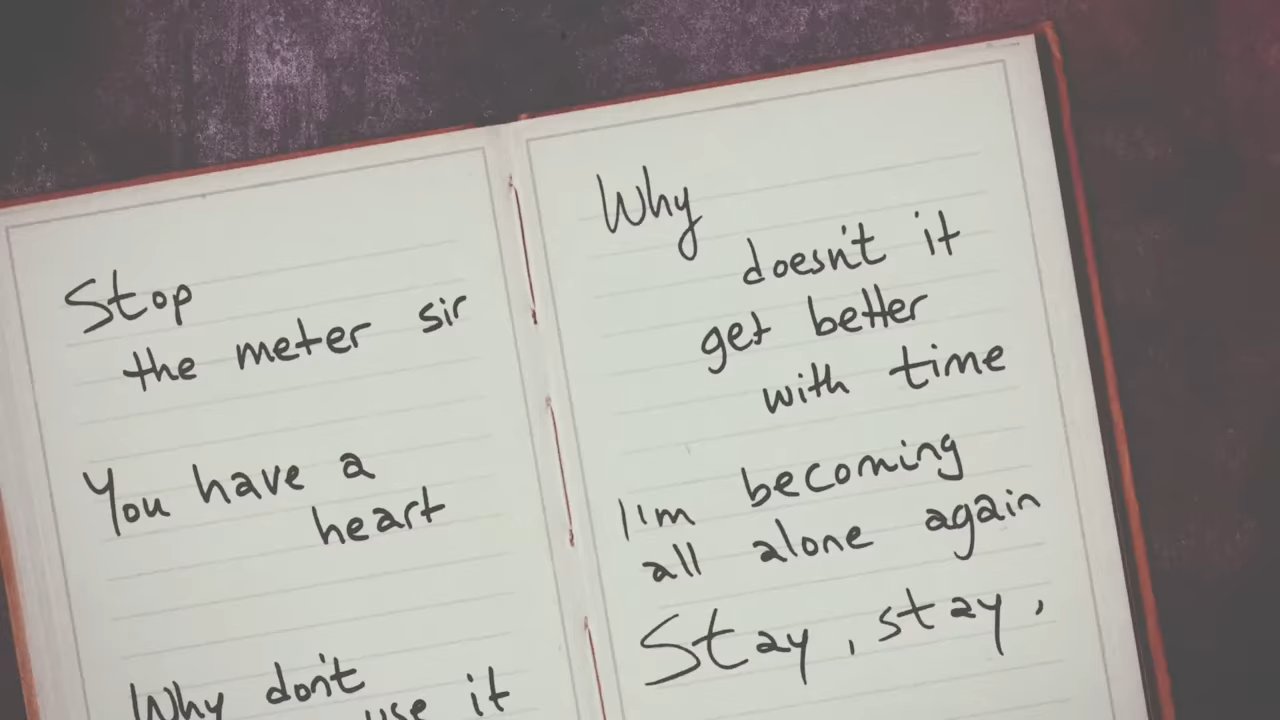 Stop
the meter sir
You have a
heart
Why don't
use it
Why
doesn't it
get better
with time
I'm becoming
all alone again
Stay, stay,